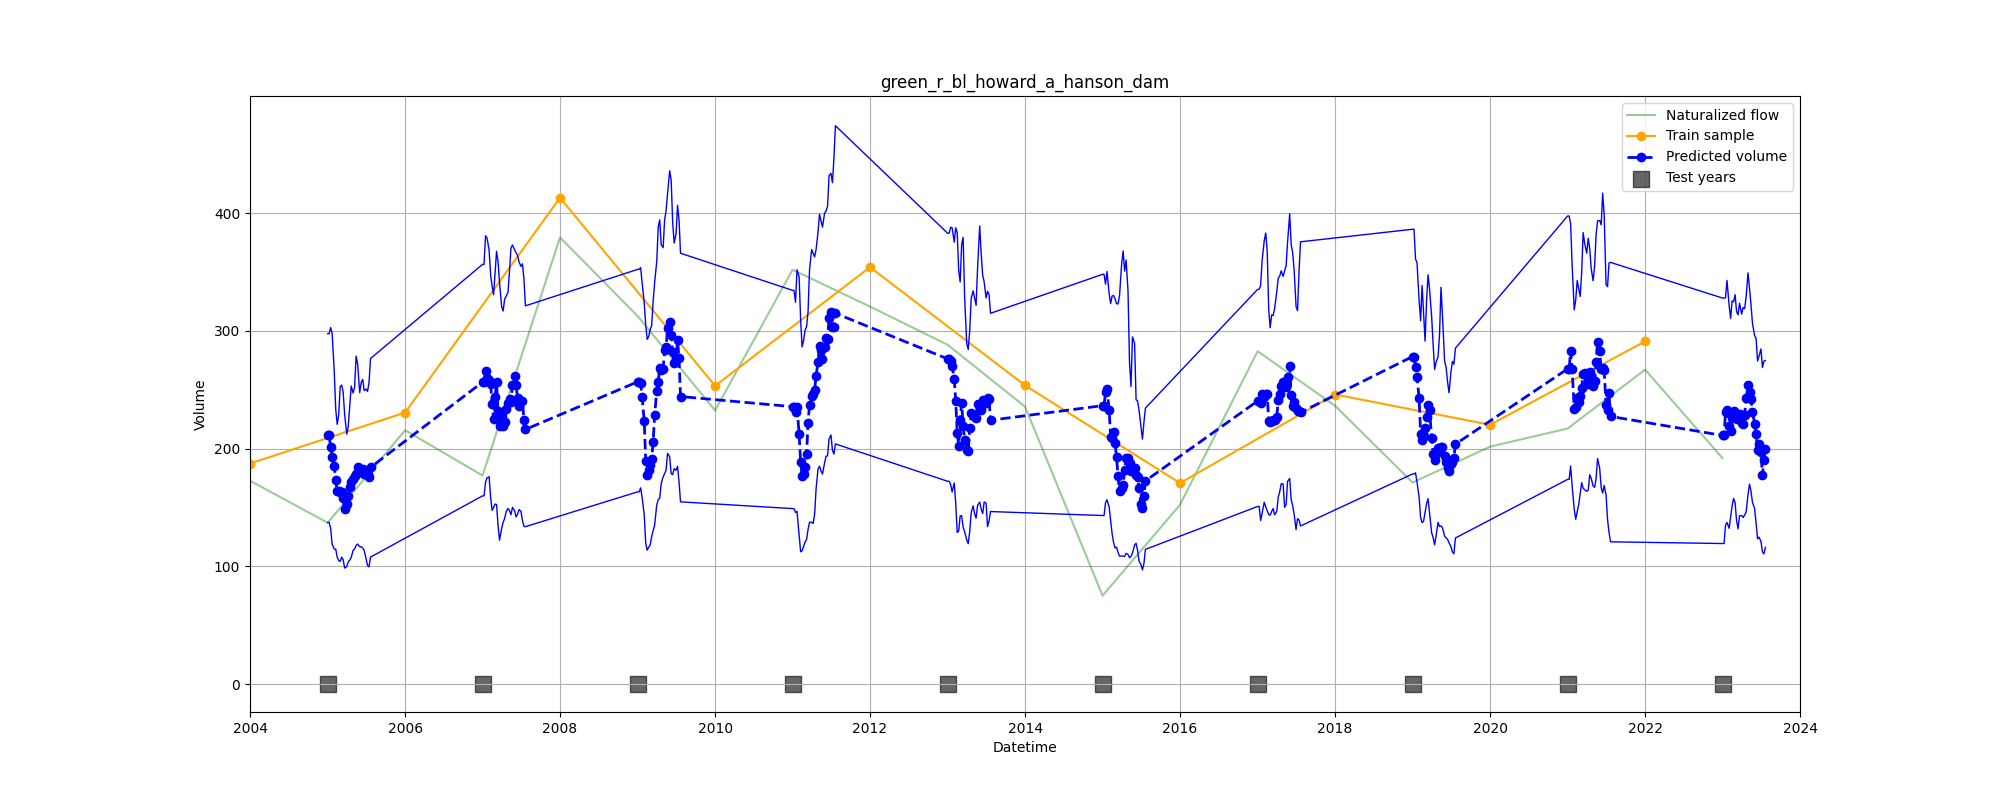 green_r_bl_howard_a_hanson_dam
Naturalized flow
Train sample
Predicted volume
Test years
Volume
400
300
200
100
0
2004 2006 2008 2010 2012 2014 2016 2018 2020 2022 2024
Datetime